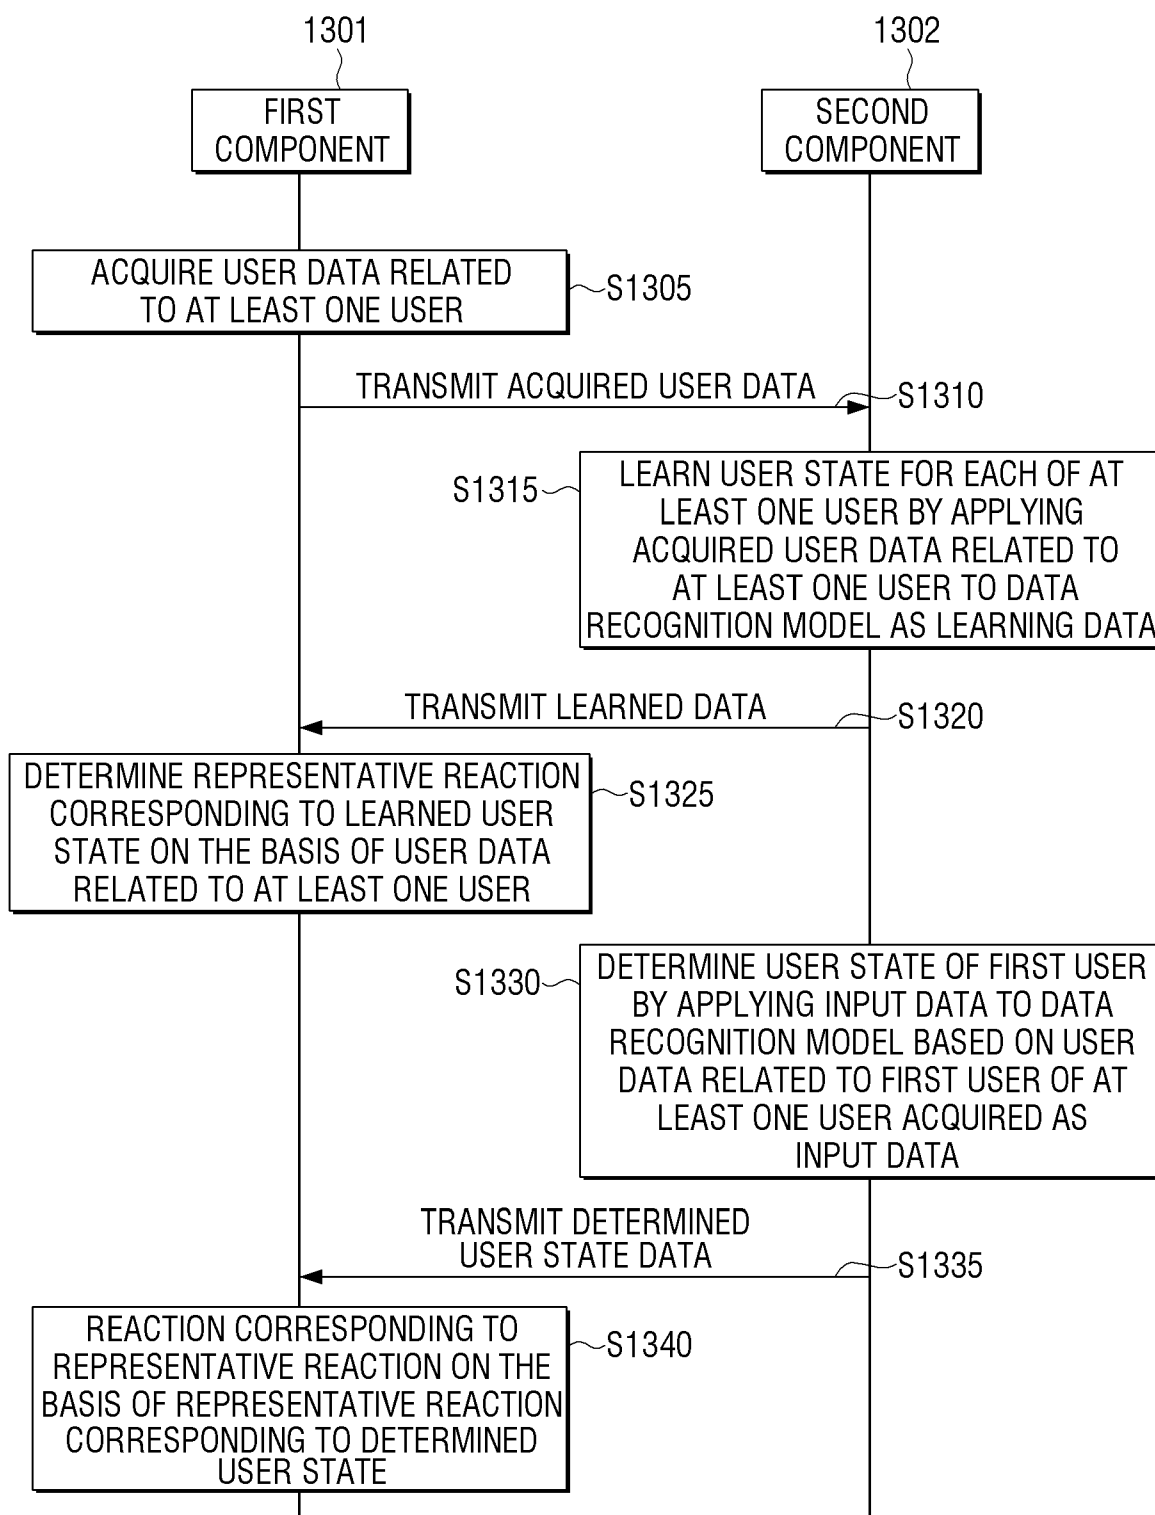 1301
1302
FIRST
COMPONENT
SECOND
COMPONENT
ACQUIRE USER DATA RELATED
TO AT LEAST ONE USER
S1305
TRANSMIT ACQUIRED USER DATA
S1310
S1315
LEARN USER STATE FOR EACH OF AT
LEAST ONE USER BY APPLYING
ACQUIRED USER DATA RELATED TO
AT LEAST ONE USER TO DATA
RECOGNITION MODEL AS LEARNING DATA
TRANSMIT LEARNED DATA
S1320
DETERMINE REPRESENTATIVE REACTION
CORRESPONDING TO LEARNED USER
STATE ON THE BASIS OF USER DATA
RELATED TO AT LEAST ONE USER
S1325
S1330
DETERMINE USER STATE OF FIRST USER
BY APPLYING INPUT DATA TO DATA
RECOGNITION MODEL BASED ON USER
DATA RELATED TO FIRST USER OF AT
LEAST ONE USER ACQUIRED AS
INPUT DATA
TRANSMIT DETERMINED
USER STATE DATA
S1335
REACTION CORRESPONDING TO
REPRESENTATIVE REACTION ON THE
BASIS OF REPRESENTATIVE REACTION
CORRESPONDING TO DETERMINED
USER STATE
S1340